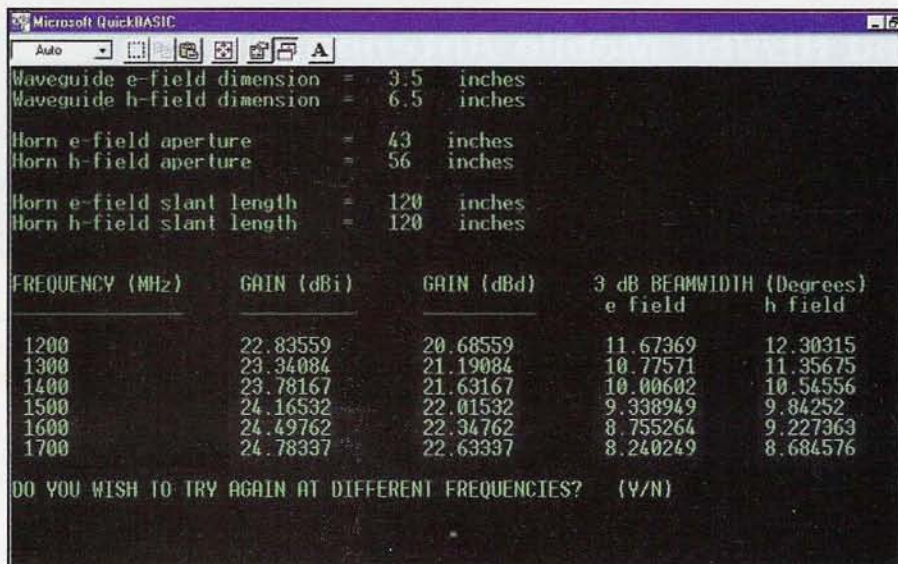 Microsoft QuickBASIC
Auto A
Waveguide e-field dimension = 3.5 inches
Waveguide h-field dimension = 6.5 inches
Horn e-field aperture = 43 inches
Horn h-field aperture = 56 inches
Horn e-field slant length = 120 inches
Horn h-field slant length = 120 inches
FREQUENCY (MHz) GAIN (dBi) GAIN (dBd) 3 dB BEAMWIDTH (Degrees)
e field h field
1200 22.83559 20.68559 11.67369 12.30315
1300 23.34084 21.19084 10.77571 11.35675
1400 23.78167 21.63167 10.00602 10.54556
1500 24.16532 22.01532 9.338949 9.84252
1600 24.49762 22.34762 8.755264 9.227363
1700 24.78337 22.63337 8.240249 8.684576
DO YOU WISH TO TRY AGAIN AT DIFFERENT FREQUENCIES? (Y/N)